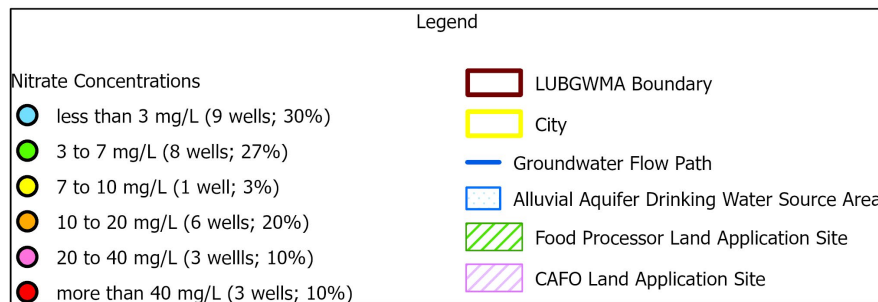 Legend
Nitrate Concentrations
less than 3 mg/L (9 wells; 30%)
3 to 7 mg/L (8 wells; 27%)
7 to 10 mg/L (1 well; 3%)
10 to 20 mg/L (6 wells; 20%)
20 to 40 mg/L (3 wellls; 10%)
more than 40 mg/L (3 wells; 10%)
LUBGWMA Boundary
City
Groundwater Flow Path
Alluvial Aquifer Drinking Water Source Area
Food Processor Land Application Site
CAFO Land Application Site